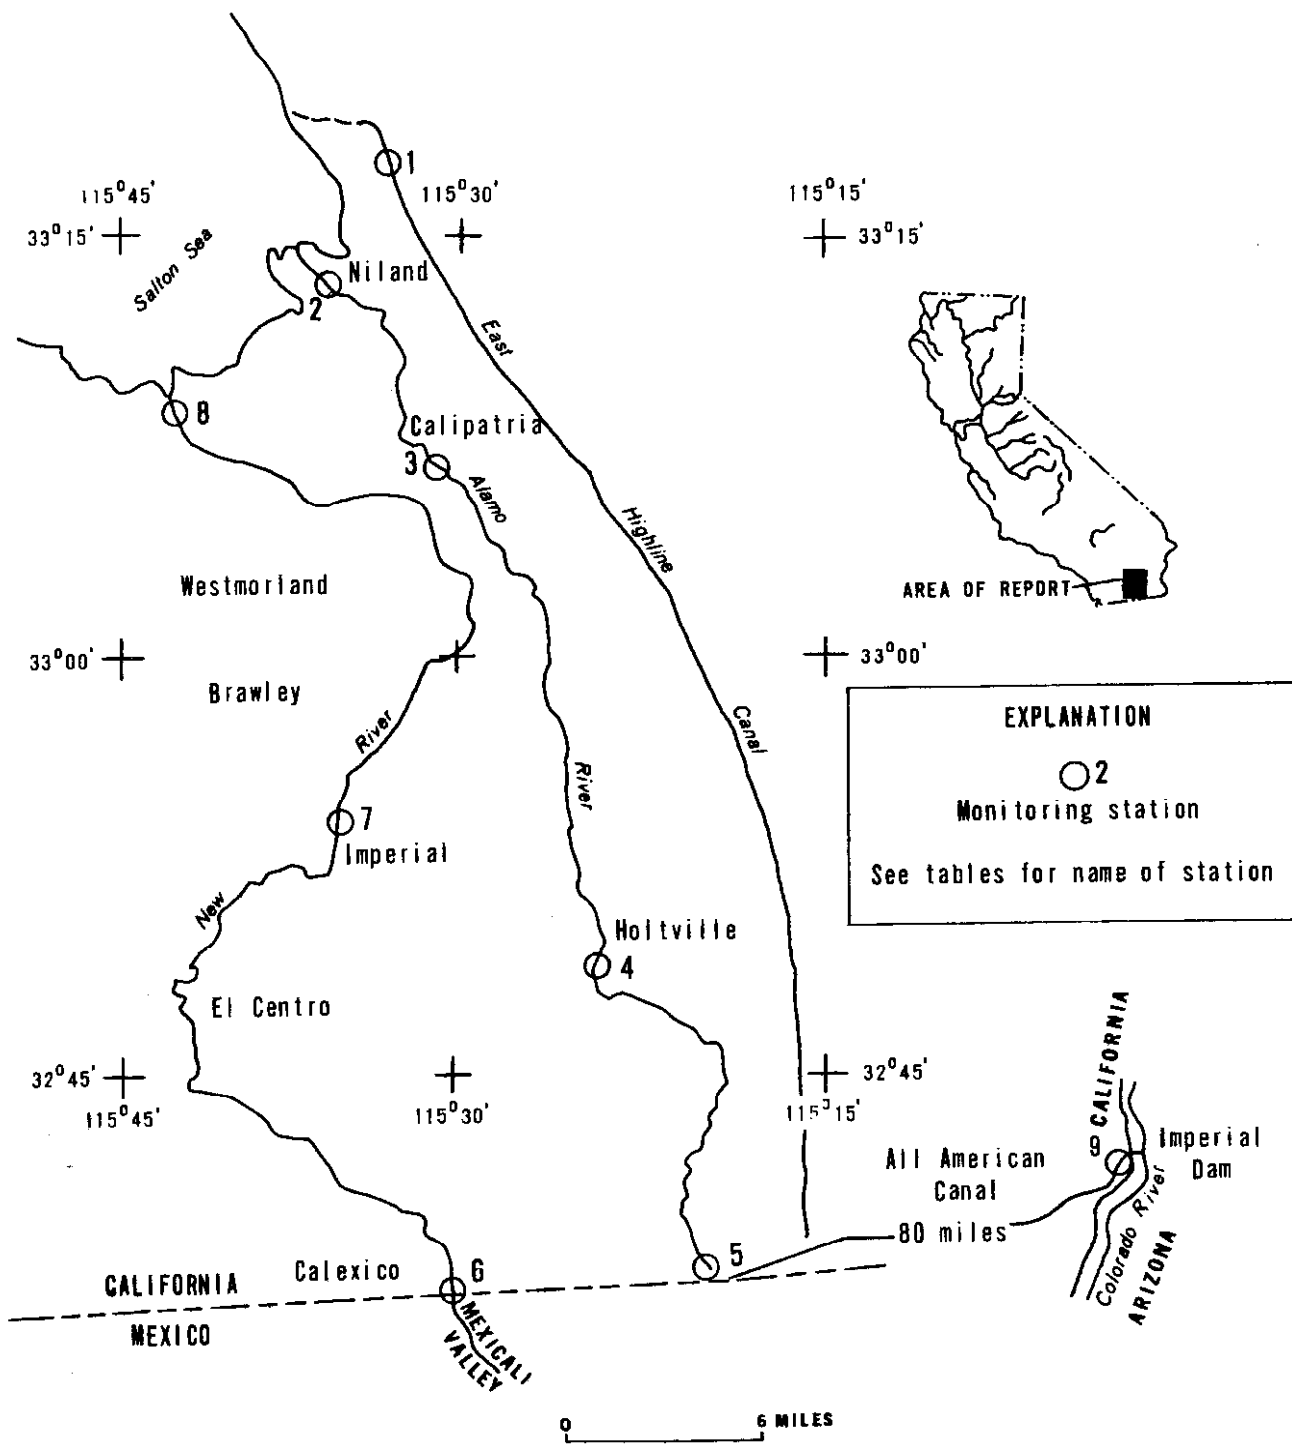 1
115°45'
115°30'
115°15'
33°15'
33°15'
Salton Sea
Niland
2
East
8
Calipatria
3
Alamo
Highline
Westmorland
AREA OF REPORT
33°00'
33°00'
Brawley
River
Canal
EXPLANATION
2
Monitoring station
See tables for name of station
River
7
Imperial
New
Holtville
4
El Centro
32°45'
32°45'
115°45'
115°30'
115°15'
CALIFORNIA
9
Imperial
Dam
All American
Canal
Colorado River
ARIZONA
80 miles
5
Calexico
6
CALIFORNIA
MEXICO
MEXICALI
VALLEY
0
6 MILES